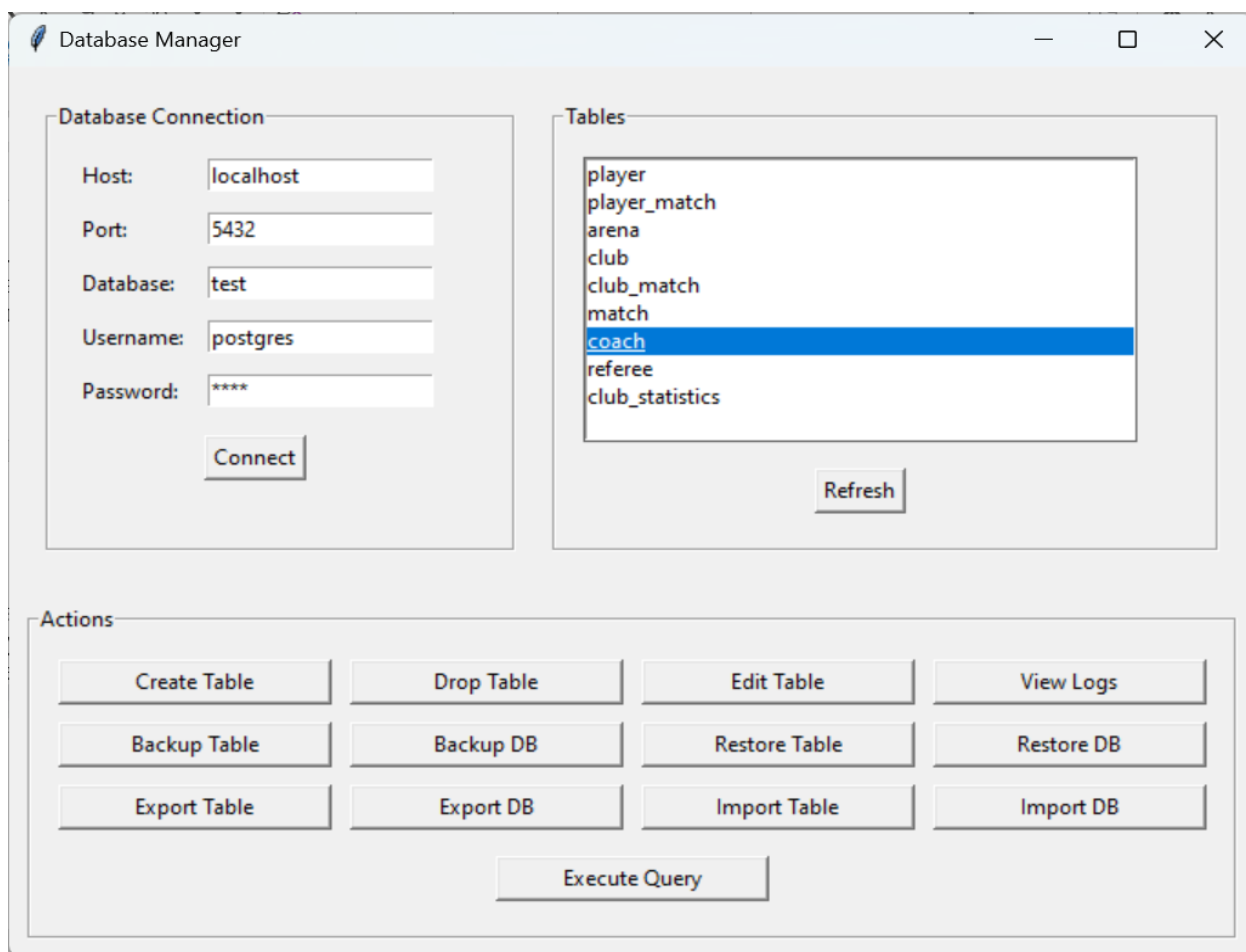 Database Manager
Database Connection
Host: localhost
Port: 5432
Database: test
Username: postgres
Password: ****
Connect
Tables
player
player_match
arena
club
club_match
match
coach
referee
club_statistics
Refresh
Actions
Create Table Drop Table Edit Table View Logs
Backup Table Backup DB Restore Table Restore DB
Export Table Export DB Import Table Import DB
Execute Query